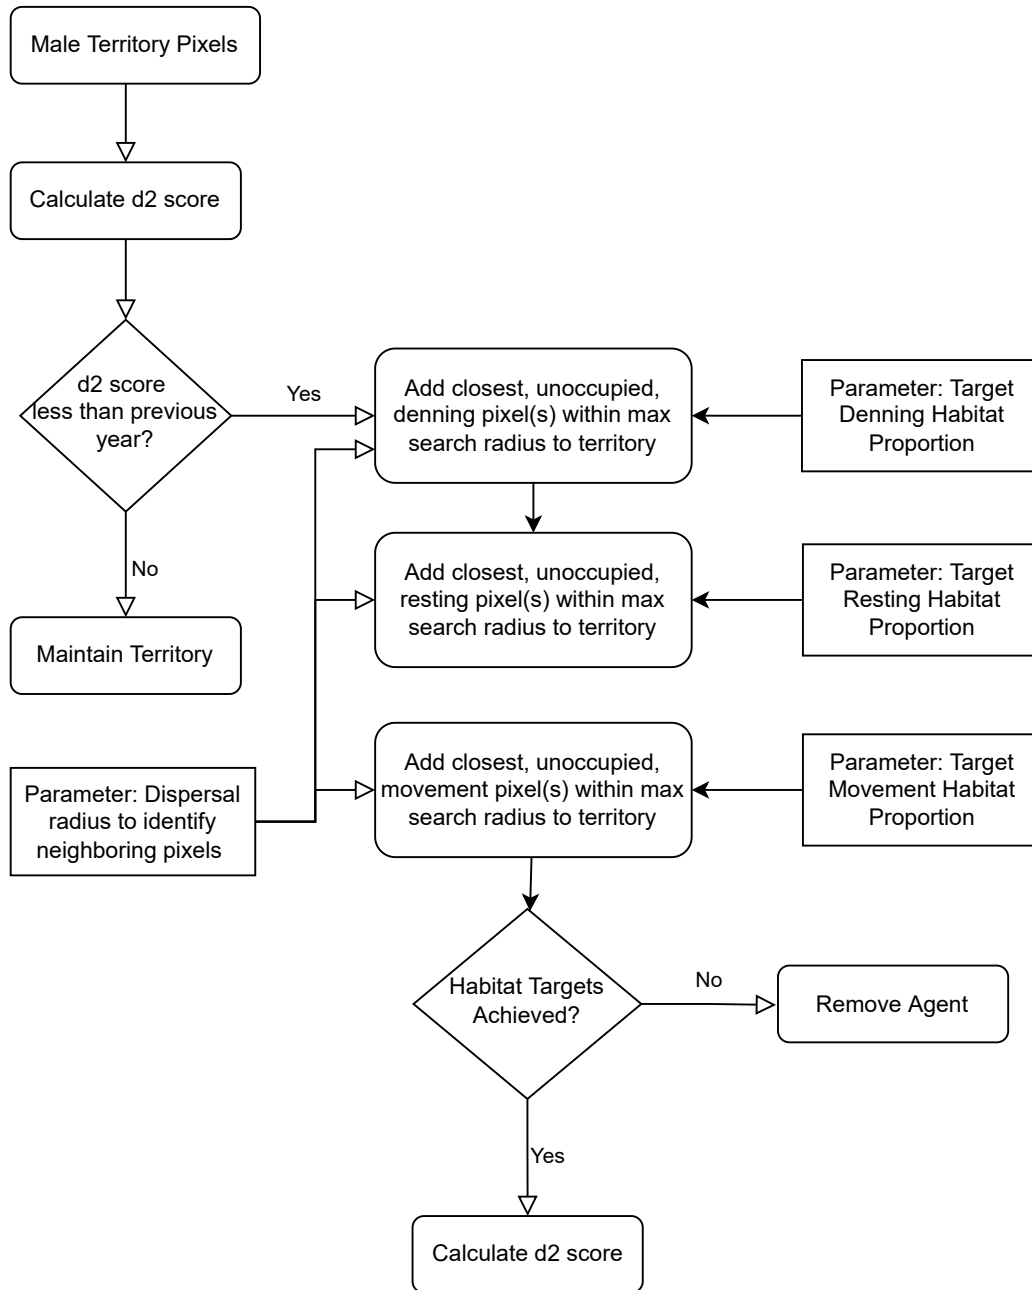 Male Territory Pixels
Calculate d2 score
d2 score
less than previous
year?
Yes
Add closest, unoccupied,
denning pixel(s) within max
search radius to territory
Parameter: Target
Denning Habitat
Proportion
No
Maintain Territory
Add closest, unoccupied,
resting pixel(s) within max
search radius to territory
Parameter: Target
Resting Habitat
Proportion
Parameter: Dispersal
radius to identify
neighboring pixels
Add closest, unoccupied,
movement pixel(s) within max
search radius to territory
Parameter: Target
Movement Habitat
Proportion
Habitat Targets
Achieved?
No
Remove Agent
Yes
Calculate d2 score